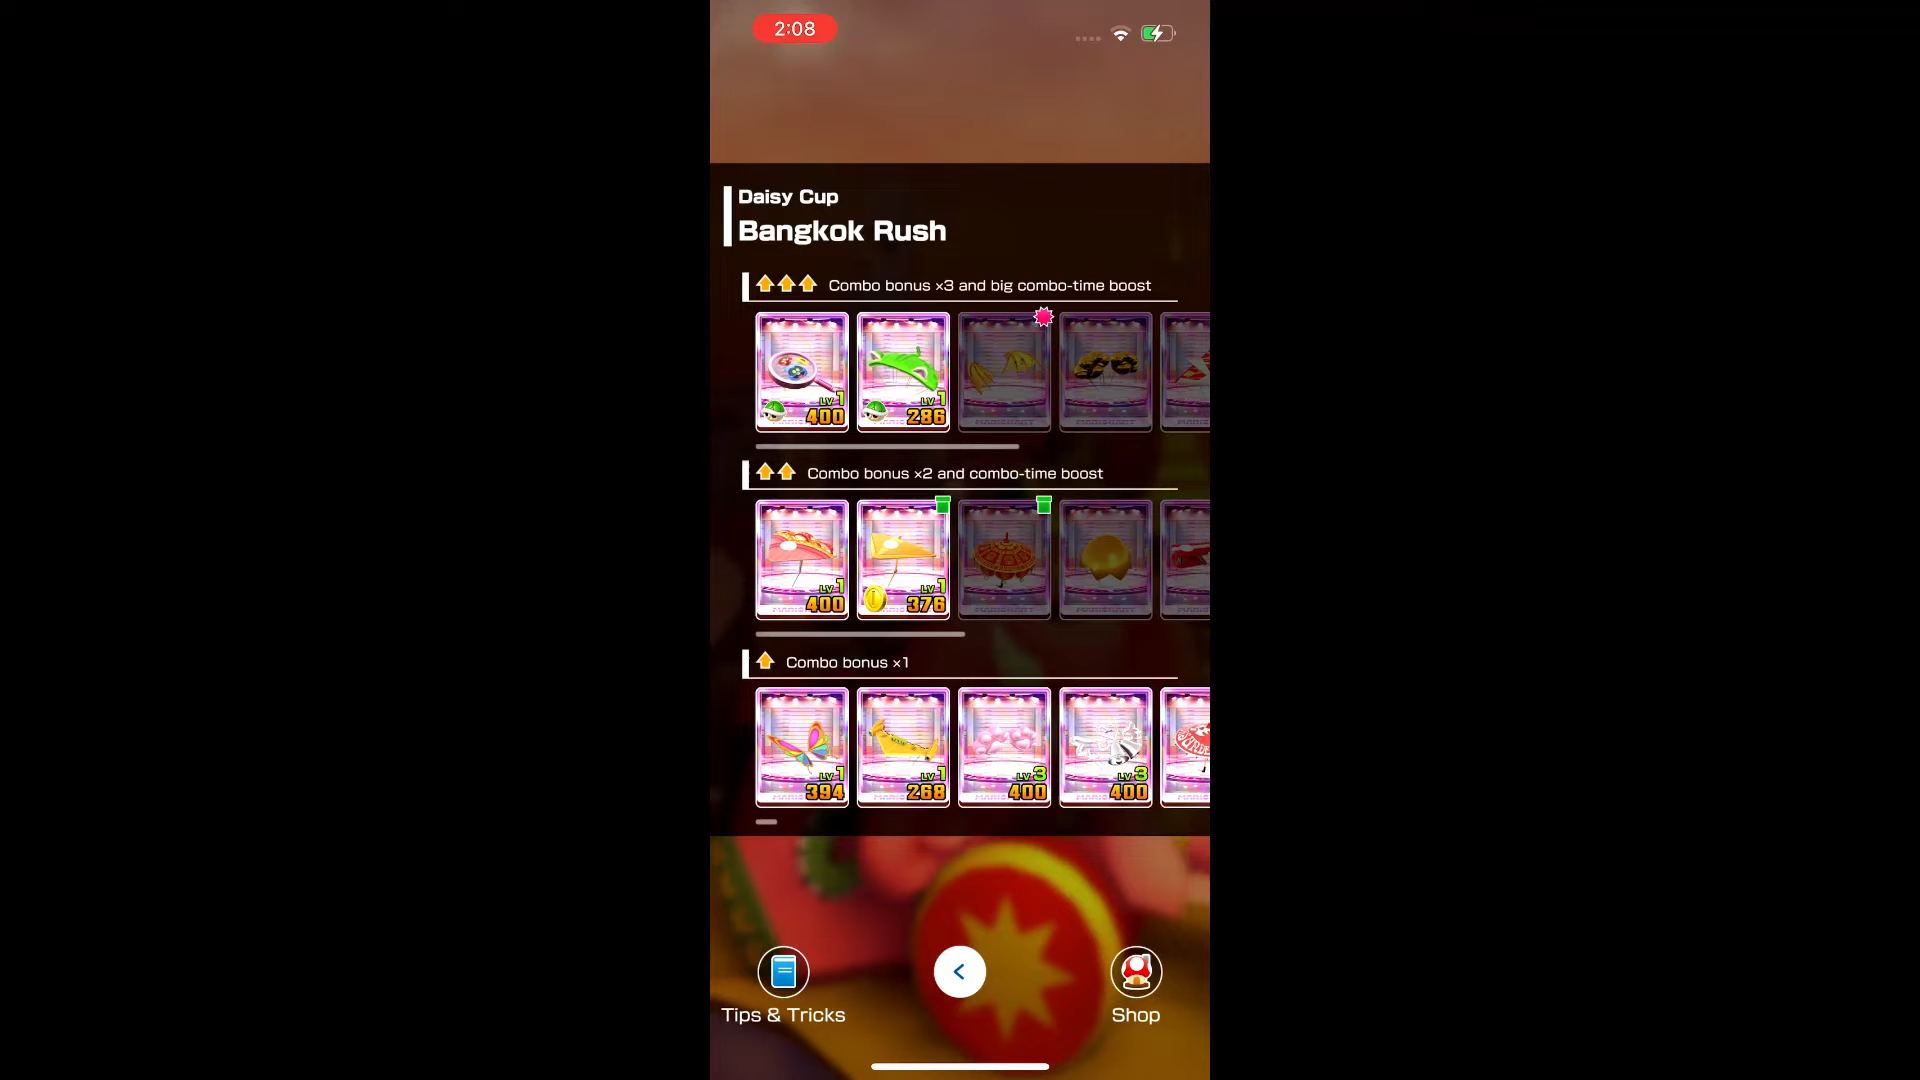 2:08
Daisy Cup
Bangkok Rush
Combo bonus ×3 and big combo-time boost
LV 1 LV 1
400 286
Combo bonus ×2 and combo-time boost
LV 1 LV 1
400 376
Combo bonus ×1
LV 1 LV 1 LV 3 LV 3
394 268 400 400
Tips & Tricks Shop